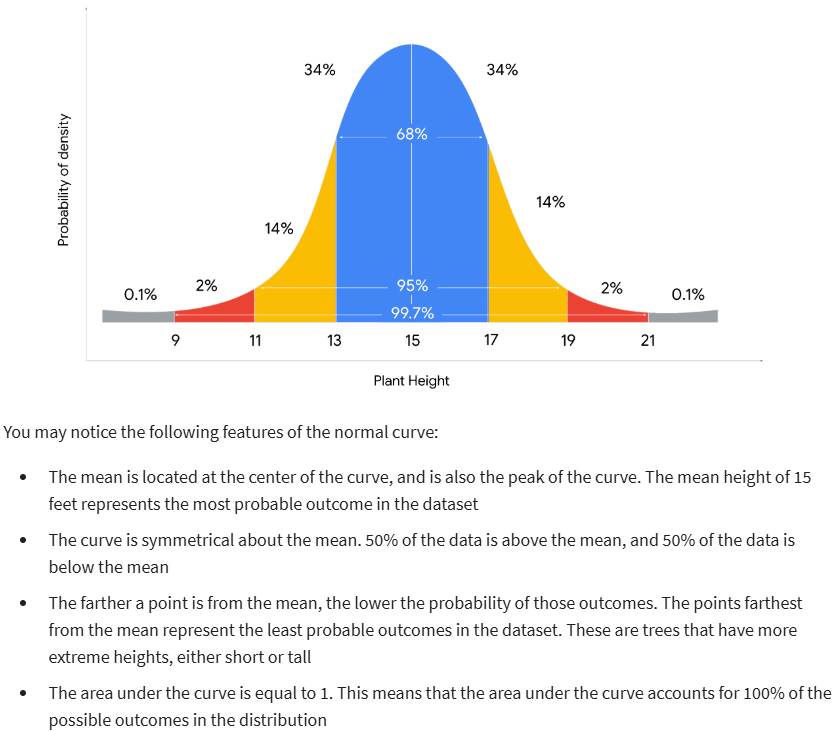 34%
34%
68%
Probability of density
14%
14%
95%
2%
2%
0.1%
0.1%
99.7%
9
11
13
15
17
19
21
Plant Height
You may notice the following features of the normal curve:
• The mean is located at the center of the curve, and is also the peak of the curve. The mean height of 15
feet represents the most probable outcome in the dataset
• The curve is symmetrical about the mean. 50% of the data is above the mean, and 50% of the data is
below the mean
• The farther a point is from the mean, the lower the probability of those outcomes. The points farthest
from the mean represent the least probable outcomes in the dataset. These are trees that have more
extreme heights, either short or tall
• The area under the curve is equal to 1. This means that the area under the curve accounts for 100% of the
possible outcomes in the distribution